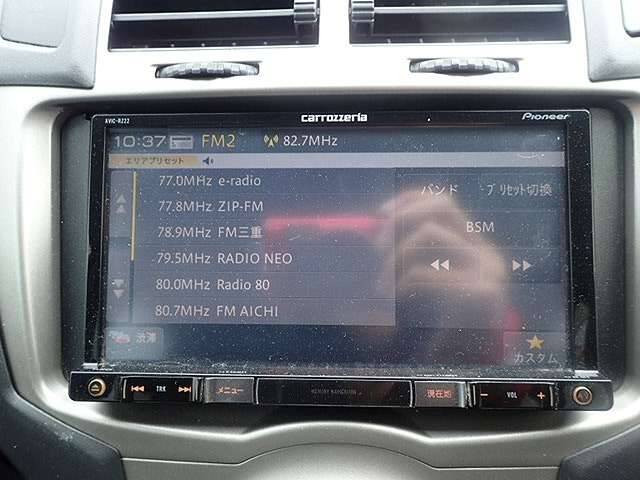 AVIC-RZ22
carrozzeria
Pioneer
10:37 FM2 82.7MHz
エリアプリセット
77.0MHz e-radio
77.8MHz ZIP-FM
78.9MHz FM三重
79.5MHz RADIO NEO
80.0MHz Radio 80
80.7MHz FM AICHI
バンド
プリセット切換
BSM
渋滞
カスタム
TRK
メニュー
MEMORY NAVIGATION
現在地
− VOL +